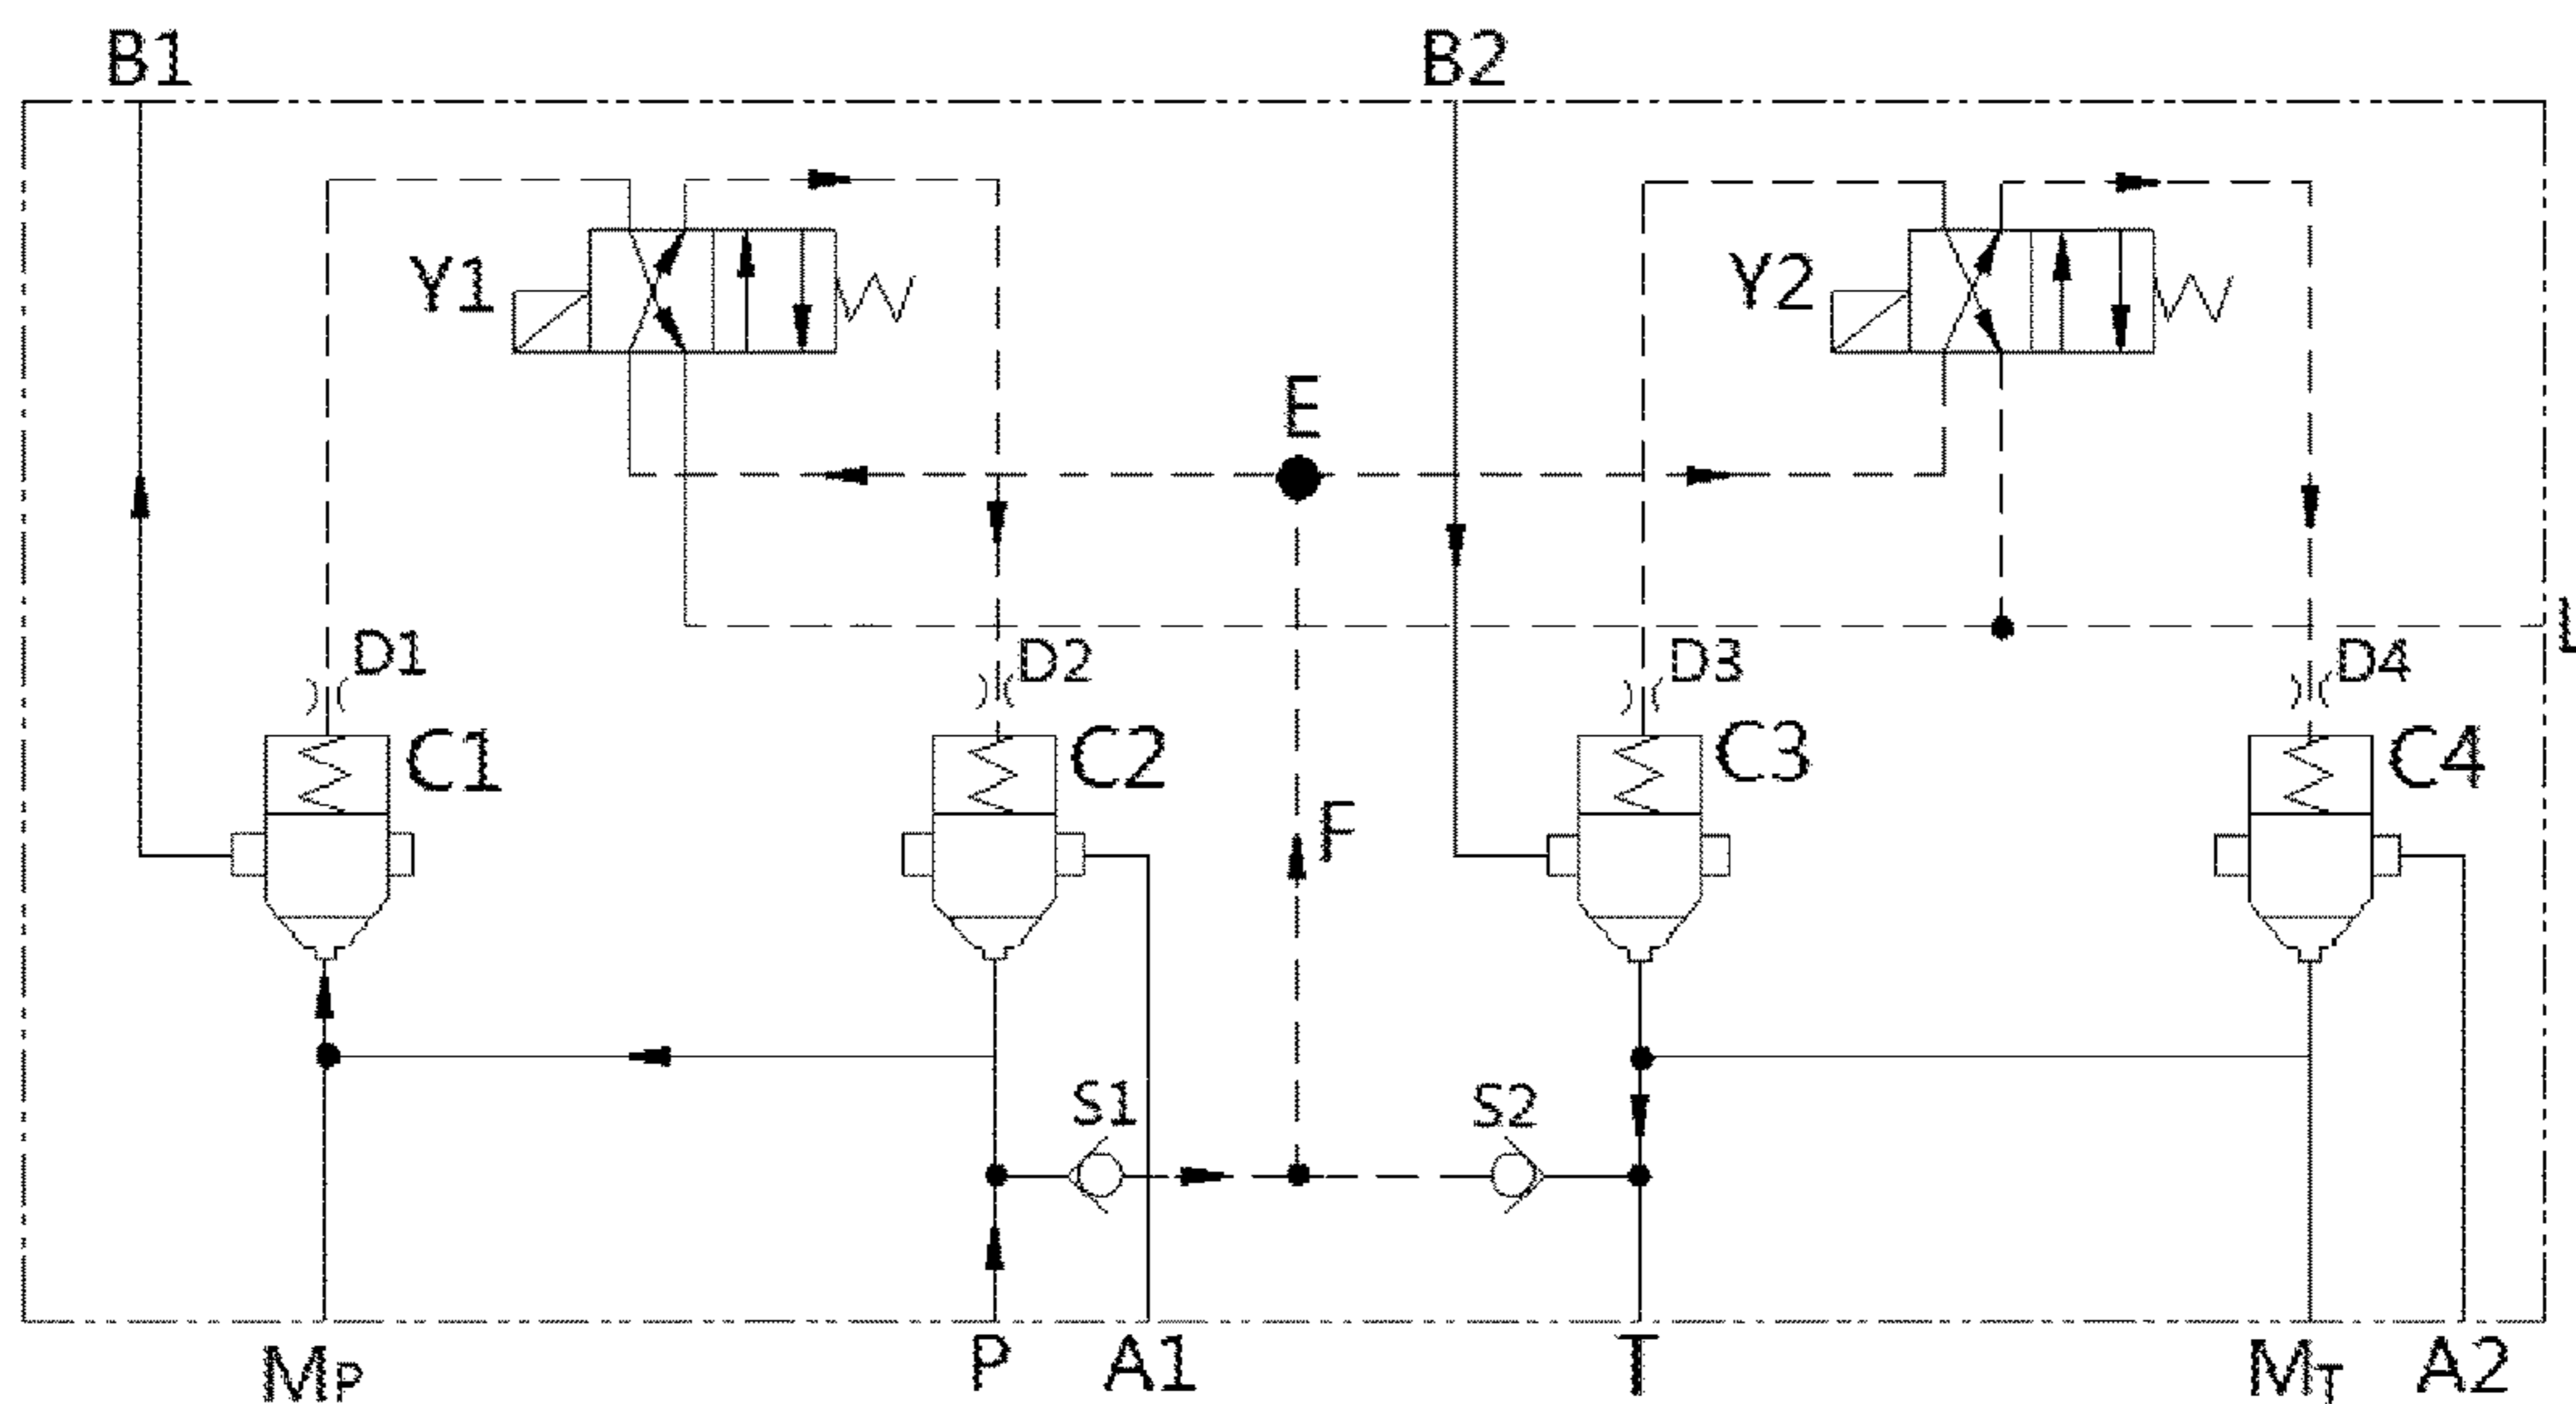 B1 B2
Y1 Y2
E
L
D1 D2 D3 D4
C1 C2 C3 C4
F
S1 S2
MP P A1 T MT A2